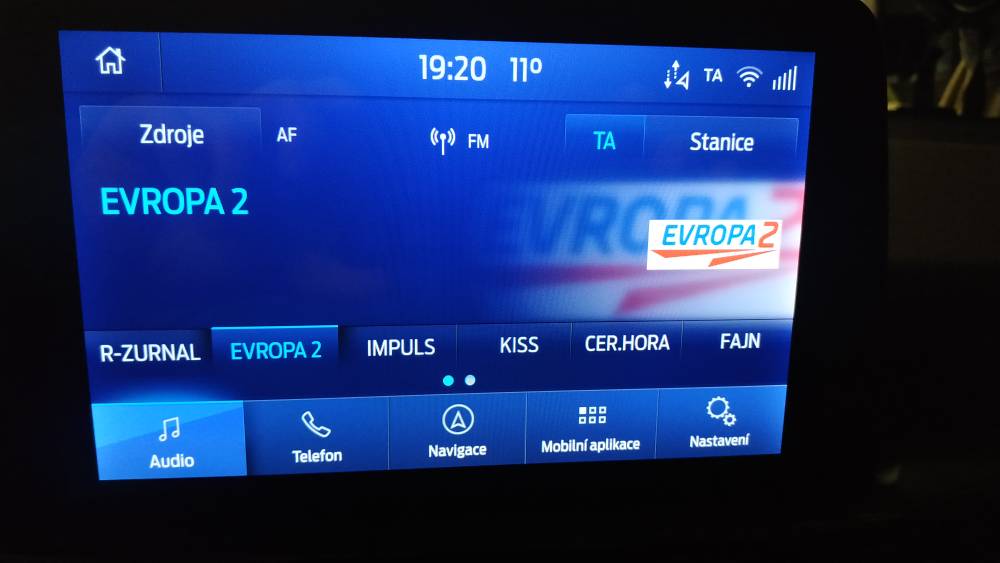 19:20 11º
TA
Zdroje AF FM TA Stanice
EVROPA 2
EVROPA 2
R-ZURNAL EVROPA 2 IMPULS KISS CER.HORA FAJN
Audio Telefon Navigace Mobilní aplikace Nastavení